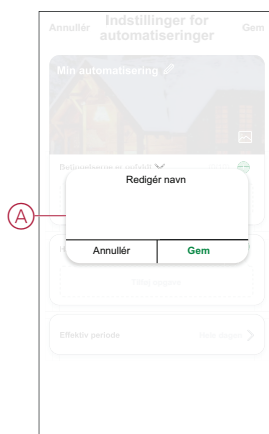 Annullér
Indstillinger for
automatiseringer
Gem
Min automatisering
Redigér navn
A
Annullér
Gem
Effektiv periode